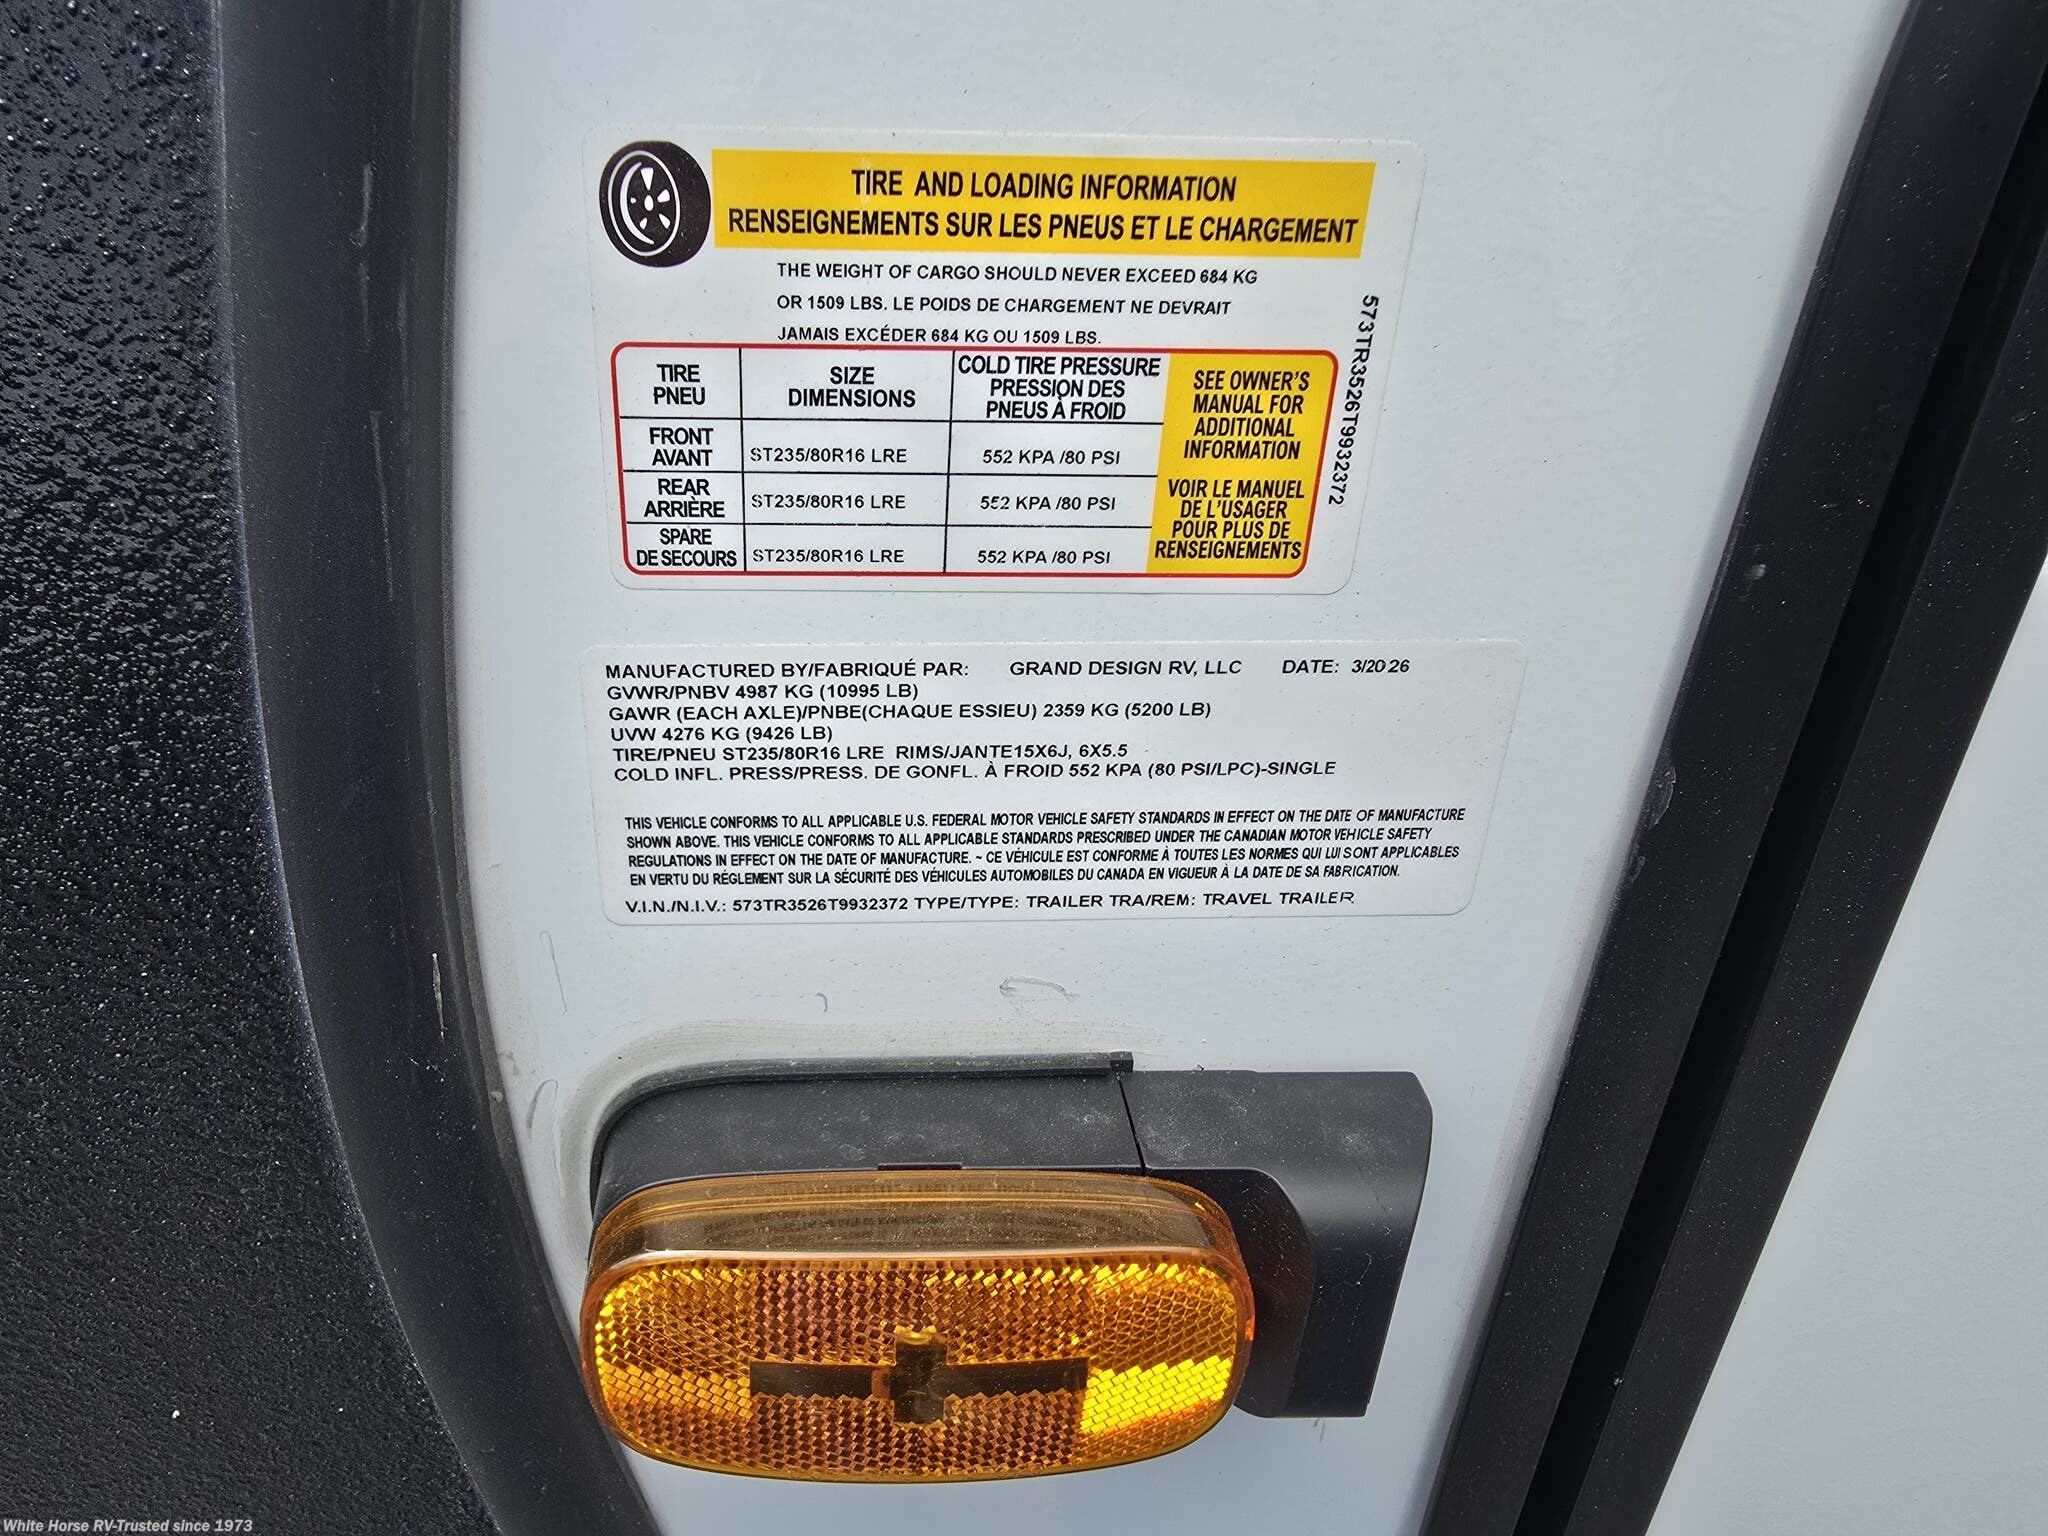 TIRE AND LOADING INFORMATION
RENSEIGNEMENTS SUR LES PNEUS ET LE CHARGEMENT
THE WEIGHT OF CARGO SHOULD NEVER EXCEED 684 KG
OR 1509 LBS. LE POIDS DE CHARGEMENT NE DEVRAIT
JAMAIS EXCÉDER 684 KG OU 1509 LBS.
573TR3526T9932372
TIRE
PNEU
SIZE
DIMENSIONS
COLD TIRE PRESSURE
PRESSION DES
PNEUS À FROID
FRONT
AVANT
ST235/80R16 LRE
552 KPA /80 PSI
REAR
ARRIÈRE
ST235/80R16 LRE
552 KPA /80 PSI
SPARE
DE SECOURS
ST235/80R16 LRE
552 KPA /80 PSI
SEE OWNER'S
MANUAL FOR
ADDITIONAL
INFORMATION
VOIR LE MANUEL
DE L'USAGER
POUR PLUS DE
RENSEIGNEMENTS
MANUFACTURED BY/FABRIQUÉ PAR: GRAND DESIGN RV, LLC DATE: 3/2026
GVWR/PNBV 4987 KG (10995 LB)
GAWR (EACH AXLE)/PNBE(CHAQUE ESSIEU) 2359 KG (5200 LB)
UVW 4276 KG (9426 LB)
TIRE/PNEU ST235/80R16 LRE RIMS/JANTE15X6J, 6X5.5
COLD INFL. PRESS/PRESS. DE GONFL. À FROID 552 KPA (80 PSI/LPC)-SINGLE
THIS VEHICLE CONFORMS TO ALL APPLICABLE U.S. FEDERAL MOTOR VEHICLE SAFETY STANDARDS IN EFFECT ON THE DATE OF MANUFACTURE
SHOWN ABOVE. THIS VEHICLE CONFORMS TO ALL APPLICABLE STANDARDS PRESCRIBED UNDER THE CANADIAN MOTOR VEHICLE SAFETY
REGULATIONS IN EFFECT ON THE DATE OF MANUFACTURE. ~ CE VÉHICULE EST CONFORME À TOUTES LES NORMES QUI LUI SONT APPLICABLES
EN VERTU DU RÉGLEMENT SUR LA SÉCURITÉ DES VÉHICULES AUTOMOBILES DU CANADA EN VIGUEUR À LA DATE DE SA FABRICATION.
V.I.N./N.I.V.: 573TR3526T9932372 TYPE/TYPE: TRAILER TRA/REM: TRAVEL TRAILER
White Horse RV-Trusted since 1973